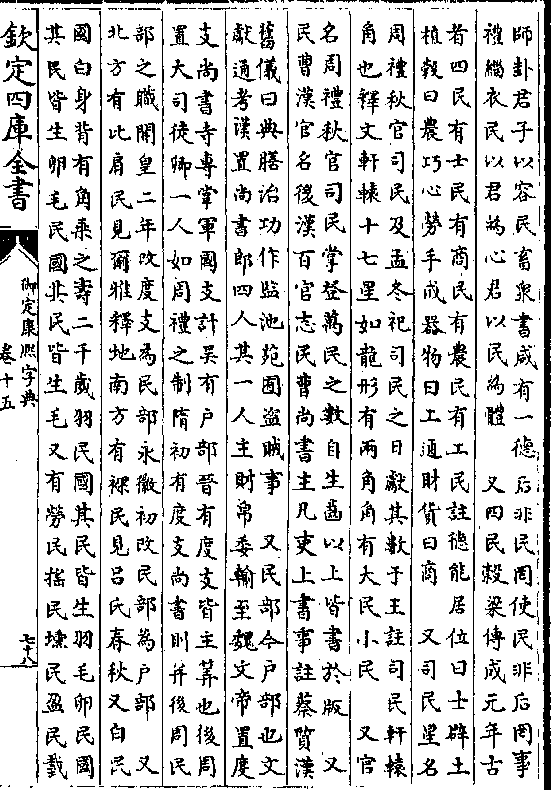 師卦君子以容民畜衆書咸有一德后非民罔使民非后罔事
禮緇衣民以君為心君以民為體　又四民穀梁傳成元年古
者四民有士民有商民有農民有工民註德能居位曰士辟土
植穀曰農巧心勞手成器物曰工通財貨曰商　又司民星名
周禮秋官司民及孟冬祀司民之日獻其數于王註司民軒轅
角也釋文軒轅十七星如龍形有兩角角有大民小民　又官
名周禮秋官司民掌登萬民之數自生齒以上皆書於版　又
民曹漢官名後漢百官志民曹尚書主凡吏上書事註蔡質漢
舊儀曰典膳治功作監池苑囿盜賊事　又民部今户部也文
獻通考漢置尚書郎四人其一人主財帛委輸至魏文帝置度
支尚書寺專掌軍國支計吳有户部晉有度支皆主筭也後周
置大司徒卿一人如周禮之制隋初有度支尚書則并後周民
部之職開皇二年改度支為民部永徽初改民部為户部　又
北方有比肩民見爾雅釋地南方有裸民見呂氏春秋又白民
國白身背有角乘之壽二千歲羽民國其民皆生羽毛卵民國
其民皆生卵毛民國其民皆生毛又有勞民搖民壎民盈民戴
欽定四庫全書
御定康熙字典
卷十五
七十八